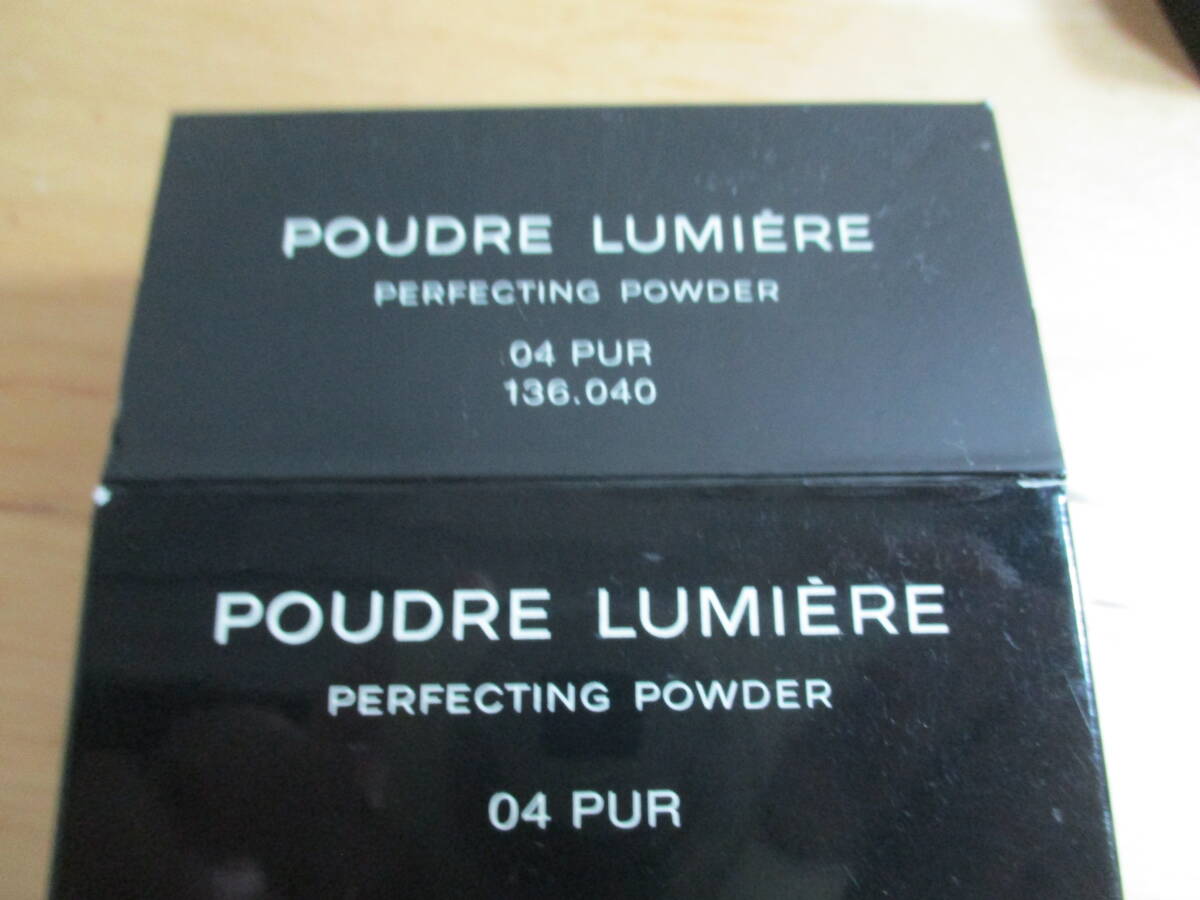 POUDRE LUMIÈRE
PERFECTING POWDER
04 PUR
136.040
POUDRE LUMIÈRE
PERFECTING POWDER
04 PUR